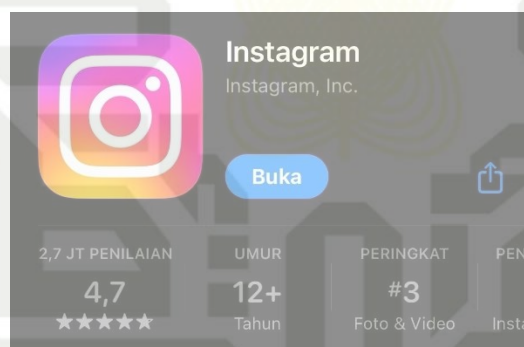 Instagram
Instagram, Inc.
Buka
2,7 JT PENILAIAN
UMUR
PERINGKAT
4,7
12+
#3
Tahun
Foto & Video